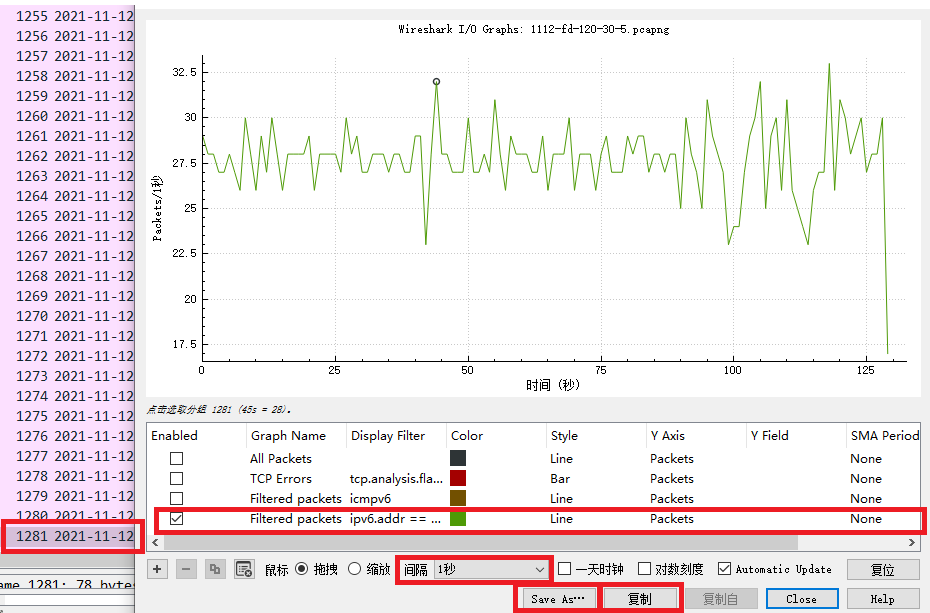 1255 2021-11-12
1256 2021-11-12
1257 2021-11-12
1258 2021-11-12
1259 2021-11-12
1260 2021-11-12
1261 2021-11-12
1262 2021-11-12
1263 2021-11-12
1264 2021-11-12
1265 2021-11-12
1266 2021-11-12
1267 2021-11-12
1268 2021-11-12
1269 2021-11-12
1270 2021-11-12
1271 2021-11-12
1272 2021-11-12
1273 2021-11-12
1274 2021-11-12
1275 2021-11-12
1276 2021-11-12
1277 2021-11-12
1278 2021-11-12
1279 2021-11-12
1280 2021-11-12
1281 2021-11-12
ame 1281: 78 bytes
Wireshark I/O Graphs: 1112-fd-120-30-5.pcapng
32.5
30
27.5
25
22.5
20
17.5
Packets/1秒
0 25 50 75 100 125
时间 (秒)
点击选取分组 1281 (45s = 28).
Enabled Graph Name Display Filter Color Style Y Axis Y Field SMA Period
All Packets Line Packets None
TCP Errors tcp.analysis.fla... Bar Packets None
Filtered packets icmpv6 Line Packets None
Filtered packets ipv6.addr == ... Line Packets None
鼠标 拖拽 缩放 间隔 1秒 一天时钟 对数刻度 Automatic Update 复位
Save As… 复制 复制自 Close Help